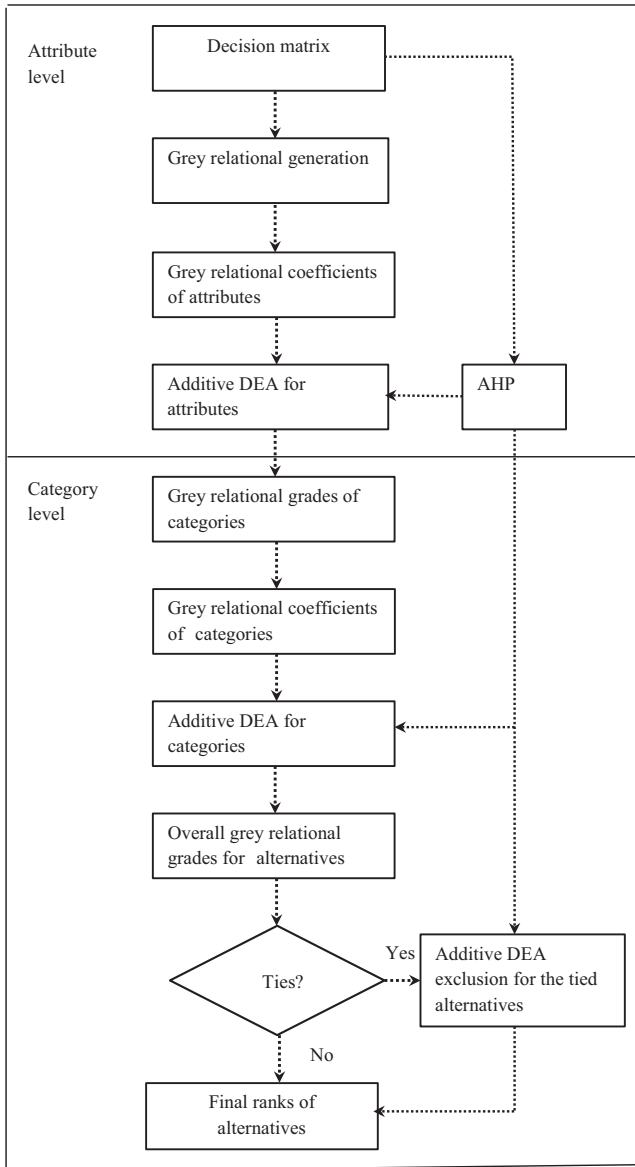 Attribute
level
Decision matrix
Grey relational generation
Grey relational coefficients
of attributes
Additive DEA for
attributes
AHP
Category
level
Grey relational grades of
categories
Grey relational coefficients
of categories
Additive DEA for
categories
Overall grey relational
grades for alternatives
Ties?
Yes
Additive DEA
exclusion for the tied
alternatives
No
Final ranks of
alternatives